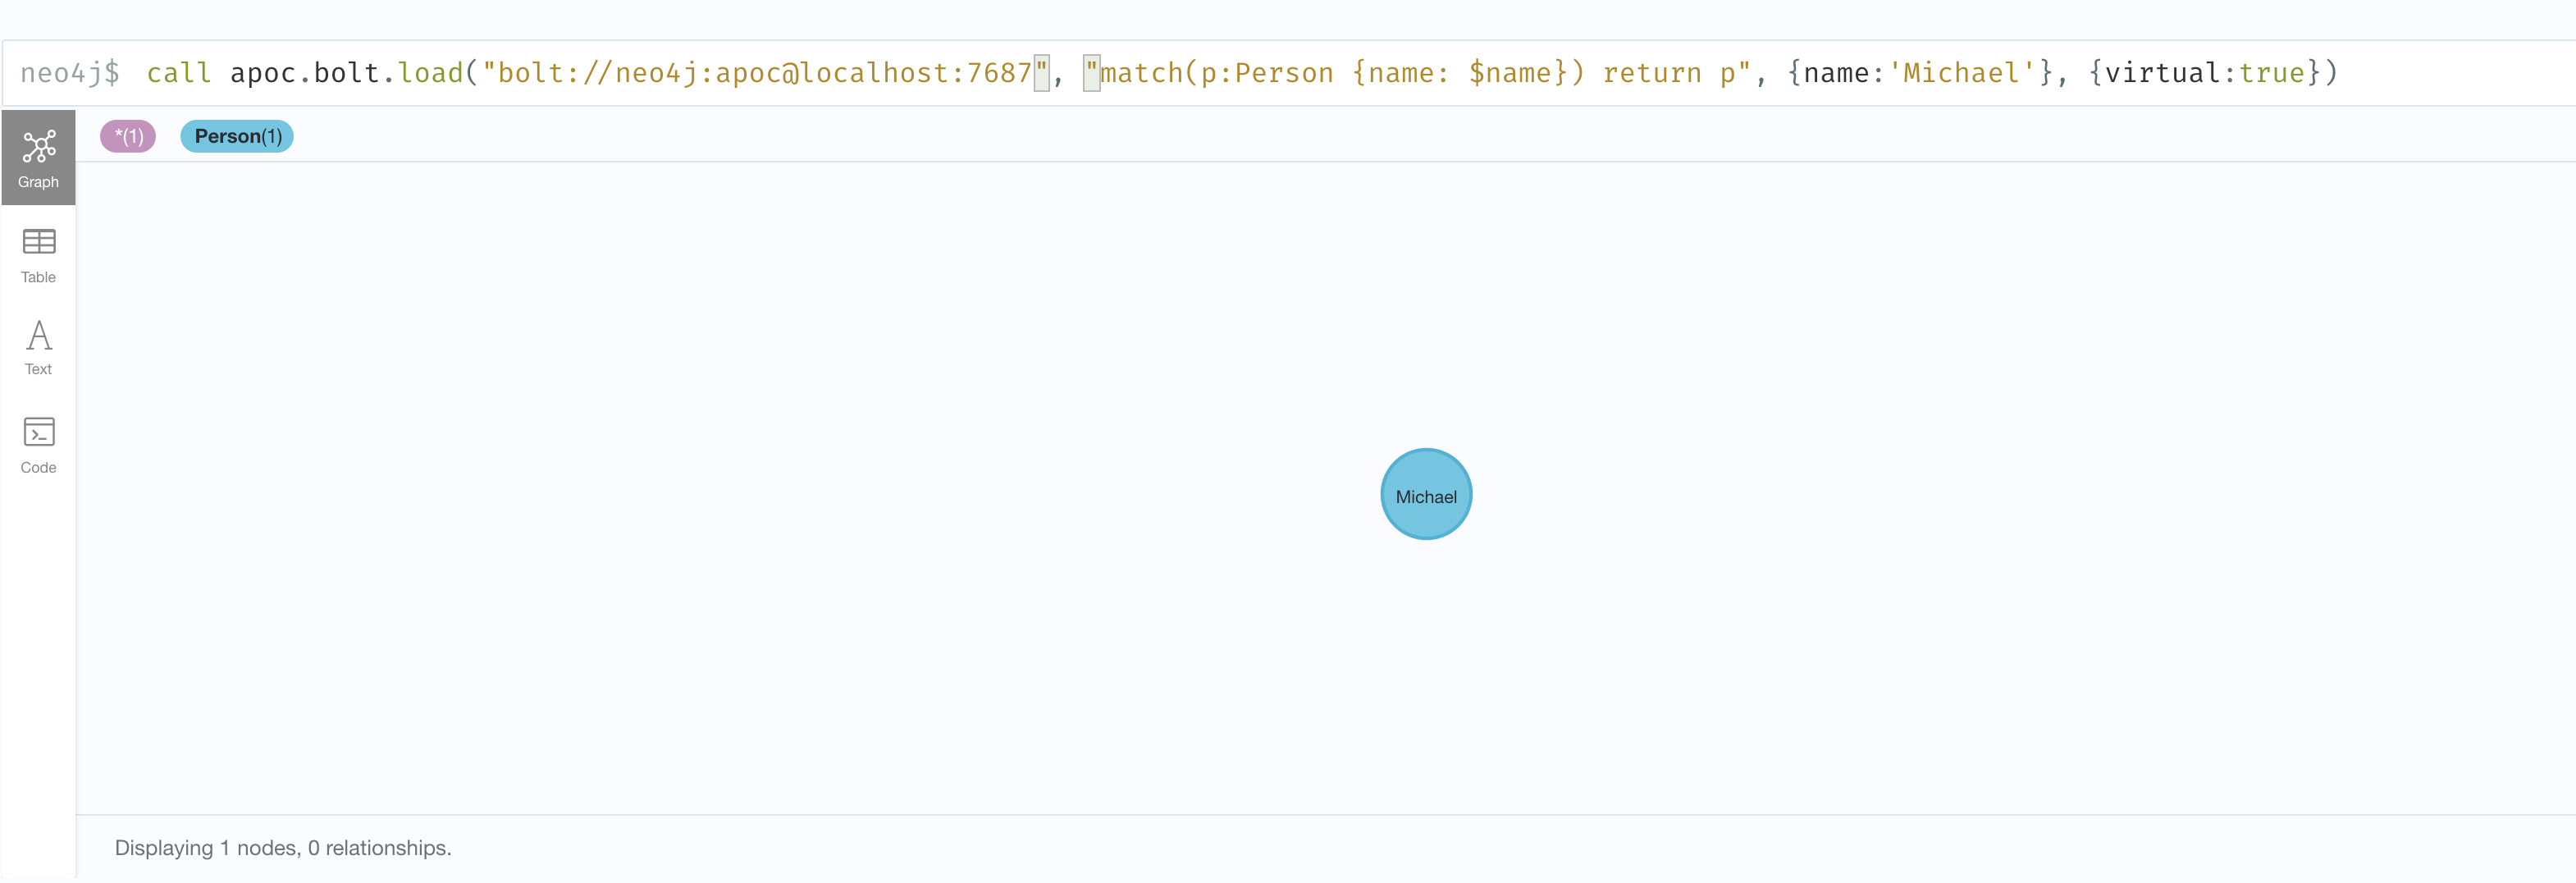 neo4j$ call apoc.bolt.load("bolt://neo4j:apoc@localhost:7687", "match(p:Person {name: $name}) return p", {name:'Michael'}, {virtual:true})
*(1) Person(1)
Graph
Table
Text
Code
Michael
Displaying 1 nodes, 0 relationships.